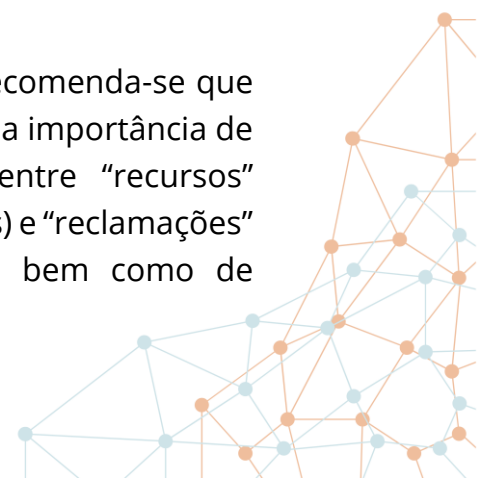 ecomenda-se que
a importância de
entre “recursos”
s) e “reclamações”
bem como de